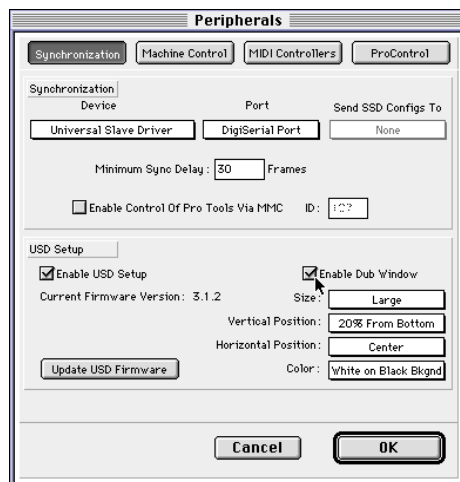 Peripherals
Synchronization Machine Control MIDI Controllers ProControl
Synchronization
Device Port Send SSD Configs To
Universal Slave Driver DigiSerial Port None
Minimum Sync Delay : 30 Frames
Enable Control Of Pro Tools Via MMC ID : 127
USD Setup
Enable USD Setup Enable Dub Window
Current Firmware Version : 3.1.2 Size : Large
Vertical Position : 20% From Bottom
Horizontal Position : Center
Update USD Firmware Color : White on Black Bkgnd
Cancel OK